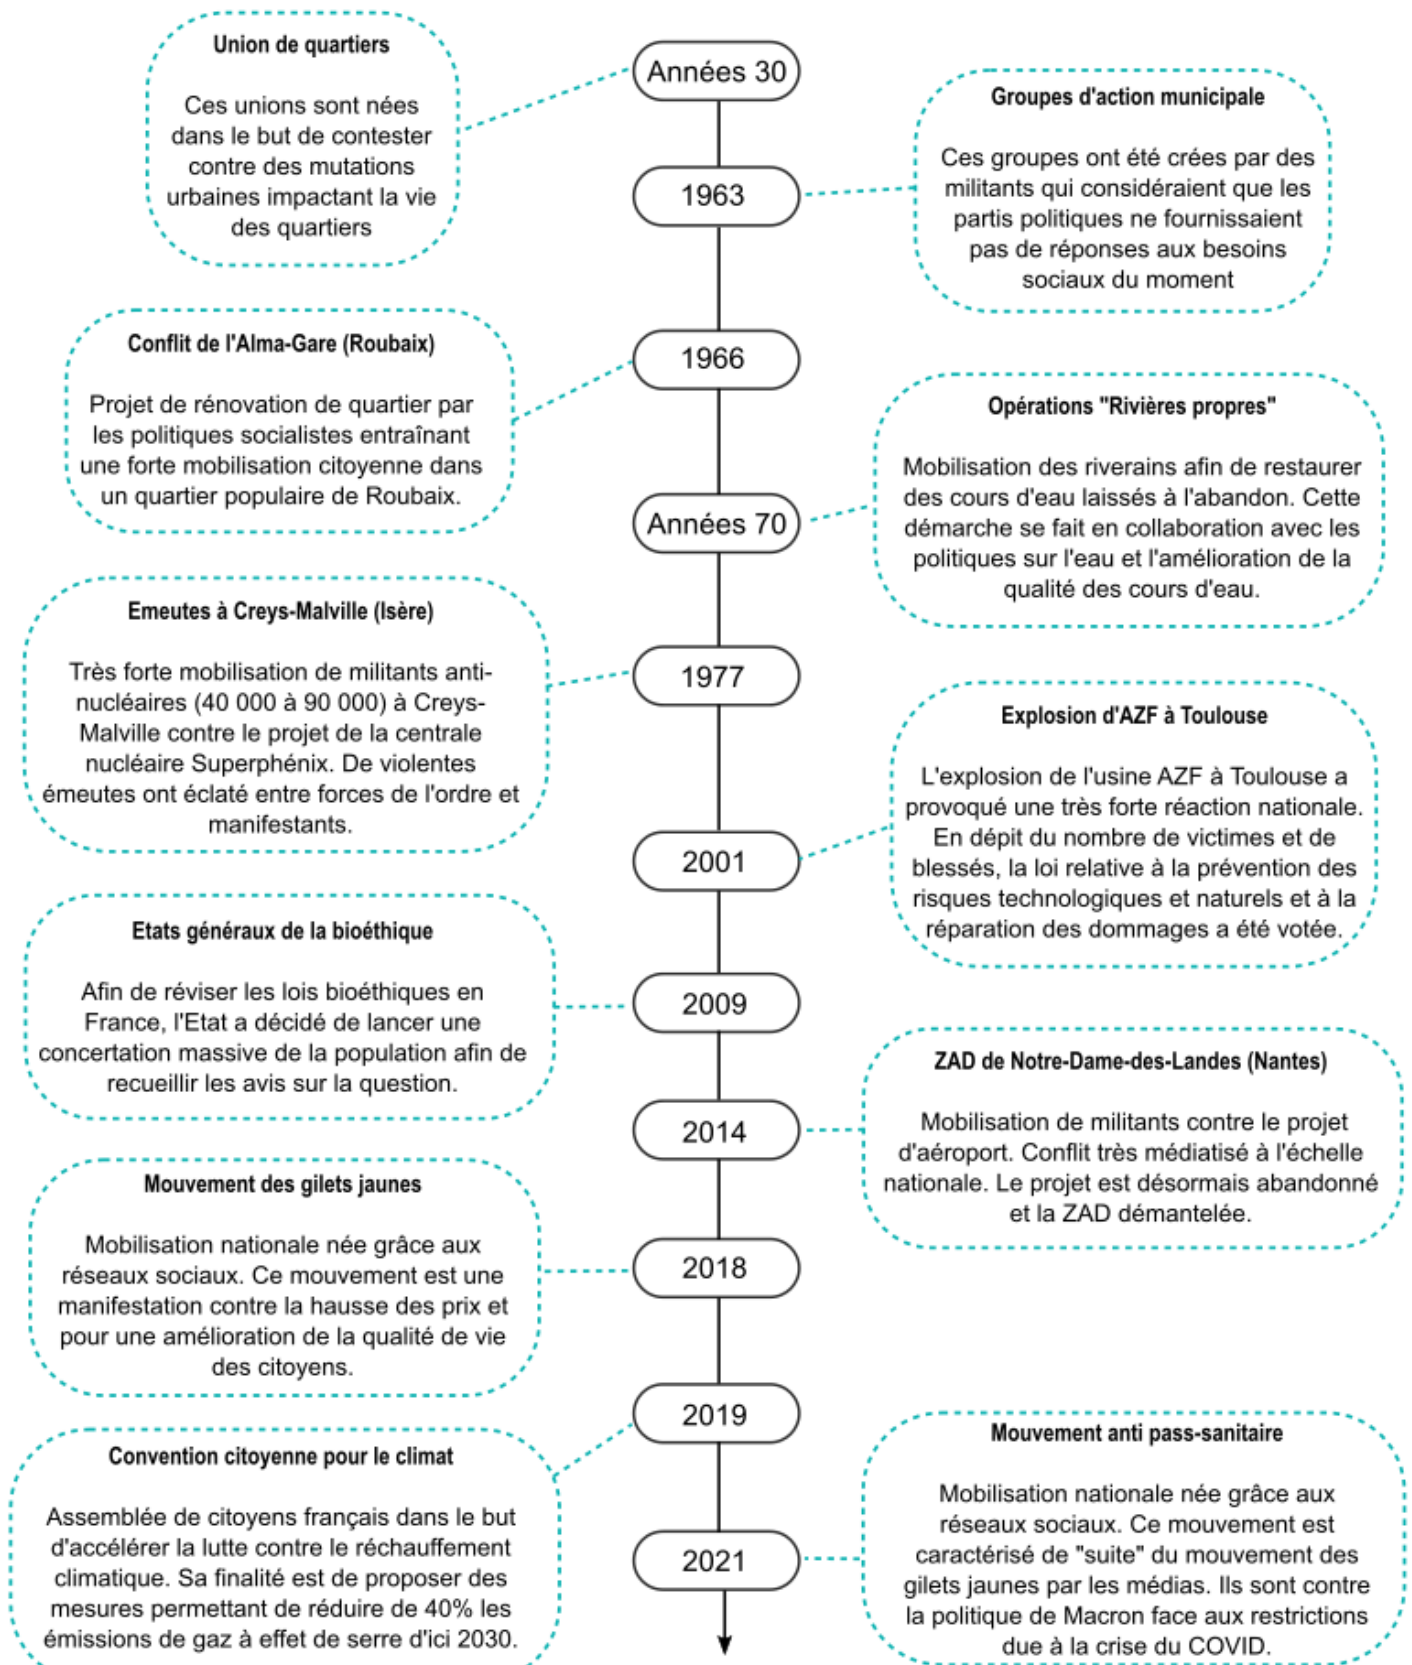 Union de quartiers
Ces unions sont nées
dans le but de contester
contre des mutations
urbaines impactant la vie
des quartiers
Années 30
Groupes d'action municipale
Ces groupes ont été crées par des
militants qui considéraient que les
partis politiques ne fournissaient
pas de réponses aux besoins
sociaux du moment
1963
Conflit de l'Alma-Gare (Roubaix)
Projet de rénovation de quartier par
les politiques socialistes entraînant
une forte mobilisation citoyenne dans
un quartier populaire de Roubaix.
1966
Opérations "Rivières propres"
Mobilisation des riverains afin de restaurer
des cours d'eau laissés à l'abandon. Cette
démarche se fait en collaboration avec les
politiques sur l'eau et l'amélioration de la
qualité des cours d'eau.
Années 70
Emeutes à Creys-Malville (Isère)
Très forte mobilisation de militants anti-
nucléaires (40 000 à 90 000) à Creys-
Malville contre le projet de la centrale
nucléaire Superphénix. De violentes
émeutes ont éclaté entre forces de l'ordre et
manifestants.
1977
Explosion d'AZF à Toulouse
L'explosion de l'usine AZF à Toulouse a
provoqué une très forte réaction nationale.
En dépit du nombre de victimes et de
blessés, la loi relative à la prévention des
risques technologiques et naturels et à la
réparation des dommages a été votée.
2001
Etats généraux de la bioéthique
Afin de réviser les lois bioéthiques en
France, l'Etat a décidé de lancer une
concertation massive de la population afin de
recueillir les avis sur la question.
2009
ZAD de Notre-Dame-des-Landes (Nantes)
Mobilisation de militants contre le projet
d'aéroport. Conflit très médiatisé à l'échelle
nationale. Le projet est désormais abandonné
et la ZAD démantelée.
2014
Mouvement des gilets jaunes
Mobilisation nationale née grâce aux
réseaux sociaux. Ce mouvement est une
manifestation contre la hausse des prix et
pour une amélioration de la qualité de vie
des citoyens.
2018
2019
Convention citoyenne pour le climat
Assemblée de citoyens français dans le but
d'accélérer la lutte contre le réchauffement
climatique. Sa finalité est de proposer des
mesures permettant de réduire de 40% les
émissions de gaz à effet de serre d'ici 2030.
Mouvement anti pass-sanitaire
Mobilisation nationale née grâce aux
réseaux sociaux. Ce mouvement est
caractérisé de "suite" du mouvement des
gilets jaunes par les médias. Ils sont contre
la politique de Macron face aux restrictions
due à la crise du COVID.
2021